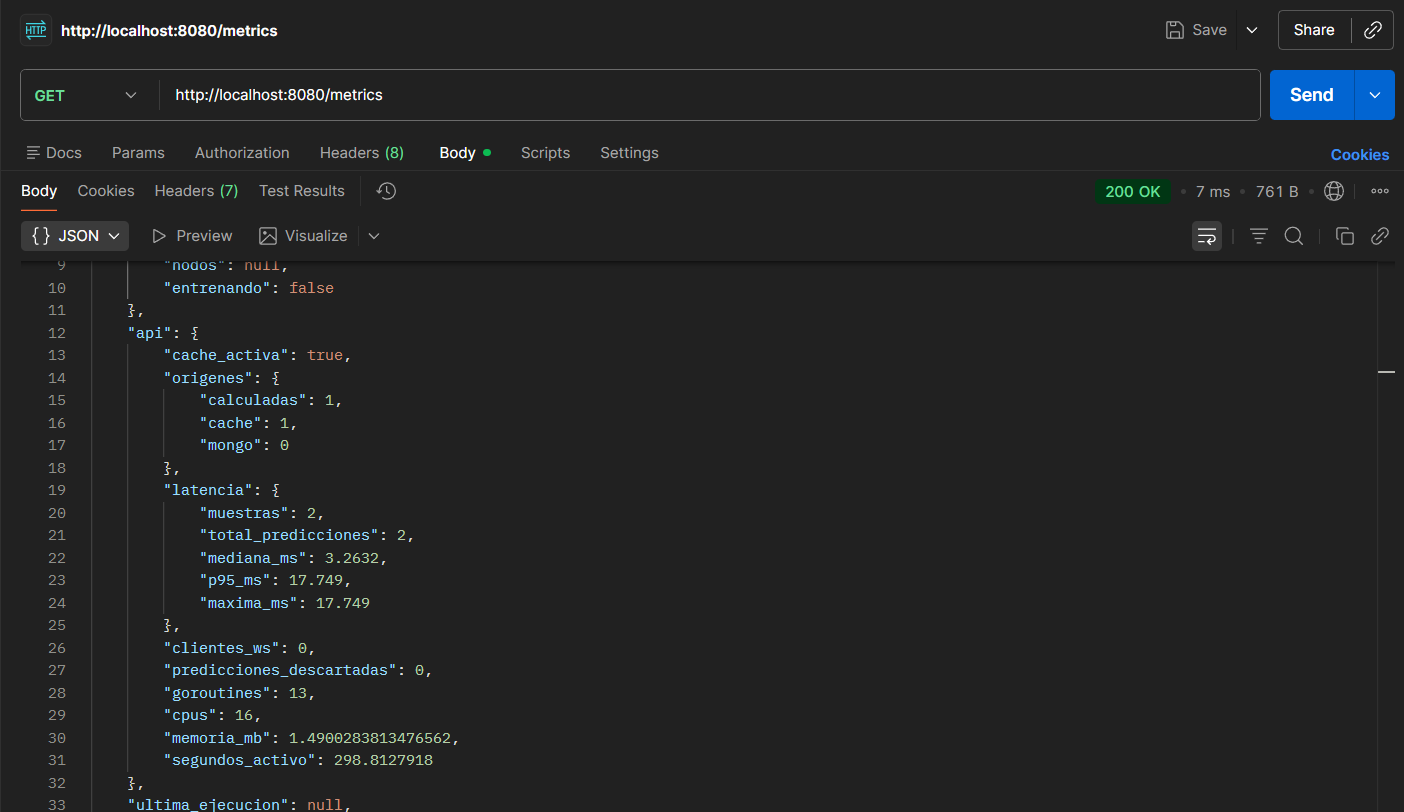 HTTP http://localhost:8080/metrics Save Share
GET http://localhost:8080/metrics Send
Docs Params Authorization Headers (8) Body Scripts Settings Cookies
Body Cookies Headers (7) Test Results 200 OK 7 ms 761 B
{} JSON Preview Visualize
9 "nodos": null,
10 "entrenando": false
11 },
12 "api": {
13 "cache_activa": true,
14 "origenes": {
15 "calculadas": 1,
16 "cache": 1,
17 "mongo": 0
18 },
19 "latencia": {
20 "muestras": 2,
21 "total_predicciones": 2,
22 "mediana_ms": 3.2632,
23 "p95_ms": 17.749,
24 "maxima_ms": 17.749
25 },
26 "clientes_ws": 0,
27 "predicciones_descartadas": 0,
28 "goroutines": 13,
29 "cpus": 16,
30 "memoria_mb": 1.4900283813476562,
31 "segundos_activo": 298.8127918
32 },
33 "ultima_ejecucion": null,